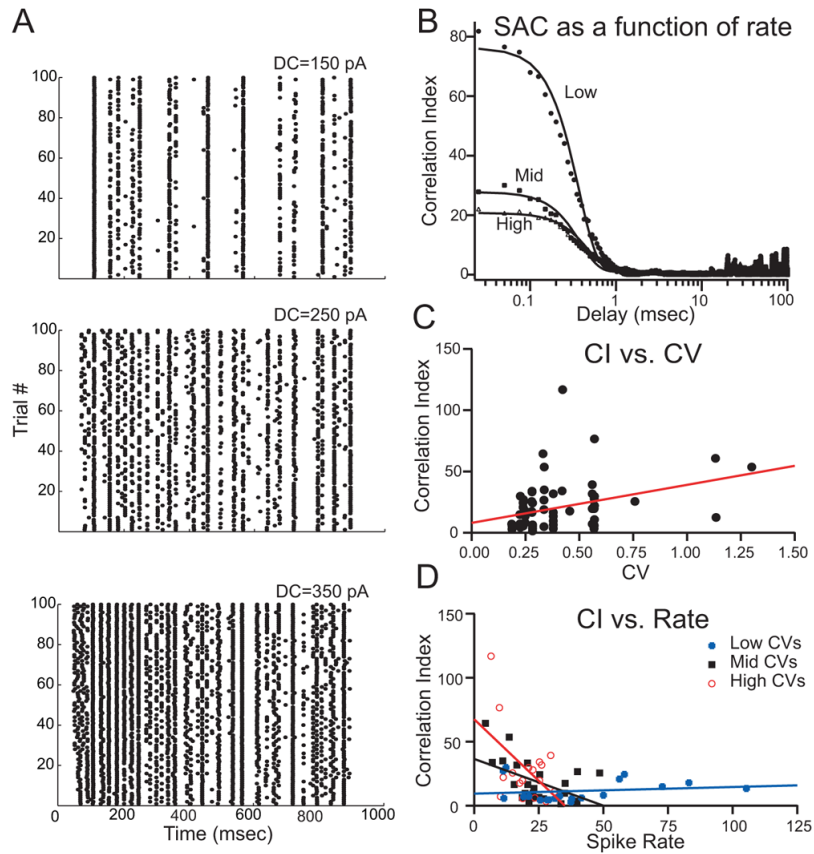 A
DC=150 pA
100
80
60
40
20
DC=250 pA
100
80
60
40
20
Trial #
DC=350 pA
100
80
60
40
20
0 200 400 600 800 1000
Time (msec)
B
SAC as a function of rate
80
60
40
20
0
Correlation Index
Low
Mid
High
0.1 1 10 100
Delay (msec)
C
CI vs. CV
150
100
50
0
Correlation Index
0.00 0.25 0.50 0.75 1.00 1.25 1.50
CV
D
CI vs. Rate
Low CVs
Mid CVs
High CVs
150
100
50
0
Correlation Index
0 25 50 75 100 125
Spike Rate